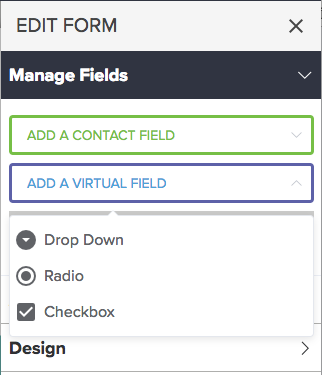 EDIT FORM
Manage Fields
ADD A CONTACT FIELD
ADD A VIRTUAL FIELD
Drop Down
Radio
Checkbox
Design